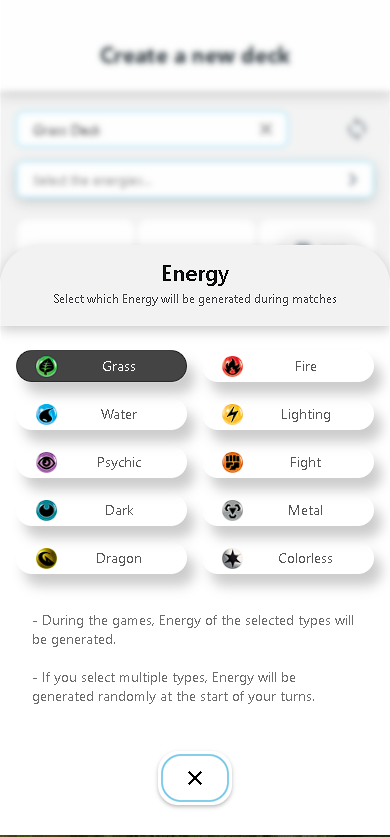 Create a new deck
Grass Deck
Select the energies...
Energy
Select which Energy will be generated during matches
Grass
Fire
Water
Lighting
Psychic
Fight
Dark
Metal
Dragon
Colorless
- During the games, Energy of the selected types will
be generated.
- If you select multiple types, Energy will be
generated randomly at the start of your turns.